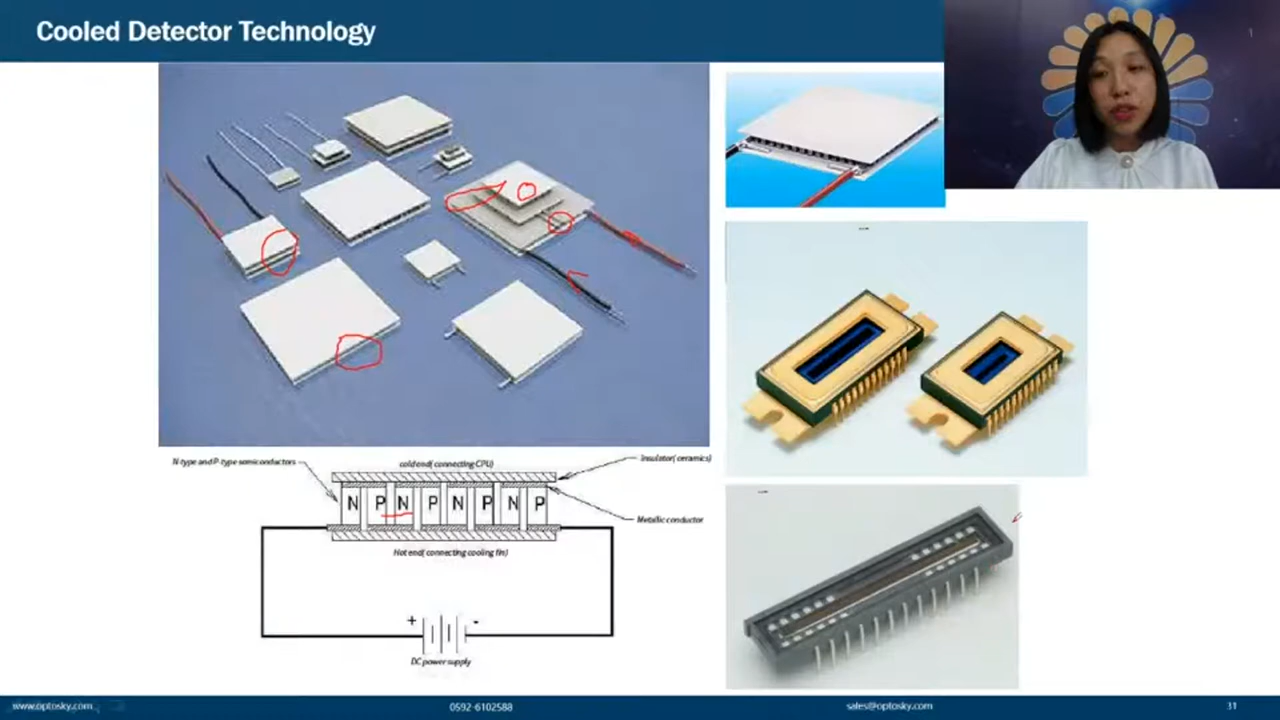 Cooled Detector Technology
N-type and P-type semiconductors
cold end( connecting CPU)
Insulator( ceramics)
N P N P N P N P
Metallic conductor
Hot end( connecting cooling fin)
+ -
DC power supply
www.optosky.com
0592-6102588
sales@optosky.com
31